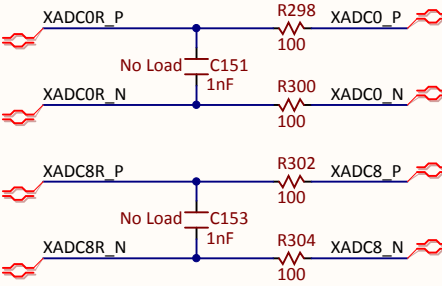 R298
XADC0R_P
XADC0_P
100
No Load
C151
1nF
R300
XADC0R_N
XADC0_N
100
R302
XADC8R_P
XADC8_P
100
No Load
C153
1nF
R304
XADC8R_N
XADC8_N
100